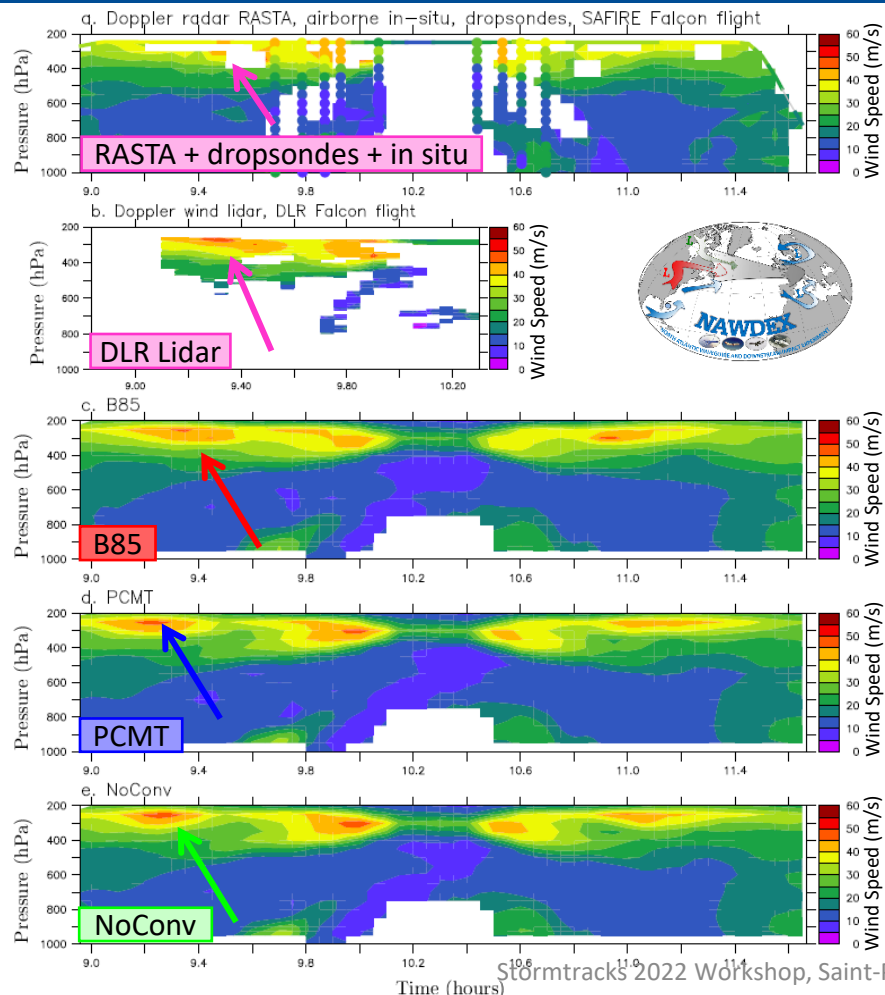 a. Doppler radar RASTA, airborne in-situ, dropsondes, SAFIRE Falcon flight
200
400
600
800
1000
Pressure (hPa)
RASTA + dropsondes + in situ
9.0 9.4 9.8 10.2 10.6 11.0 11.4
60
50
40
30
20
10
0
Wind Speed (m/s)
b. Doppler wind lidar, DLR Falcon flight
200
400
600
800
1000
Pressure (hPa)
DLR Lidar
9.00 9.40 9.80 10.20
60
50
40
30
20
10
0
Wind Speed (m/s)
L
L
NAWDEX
c. B85
200
400
600
800
1000
Pressure (hPa)
B85
9.0 9.4 9.8 10.2 10.6 11.0 11.4
60
50
40
30
20
10
0
Wind Speed (m/s)
d. PCMT
200
400
600
800
1000
Pressure (hPa)
PCMT
9.0 9.4 9.8 10.2 10.6 11.0 11.4
60
50
40
30
20
10
0
Wind Speed (m/s)
e. NoConv
200
400
600
800
1000
Pressure (hPa)
NoConv
9.0 9.4 9.8 10.2 10.6 11.0 11.4
60
50
40
30
20
10
0
Wind Speed (m/s)
Time (hours)
Stormtracks 2022 Workshop, Saint-